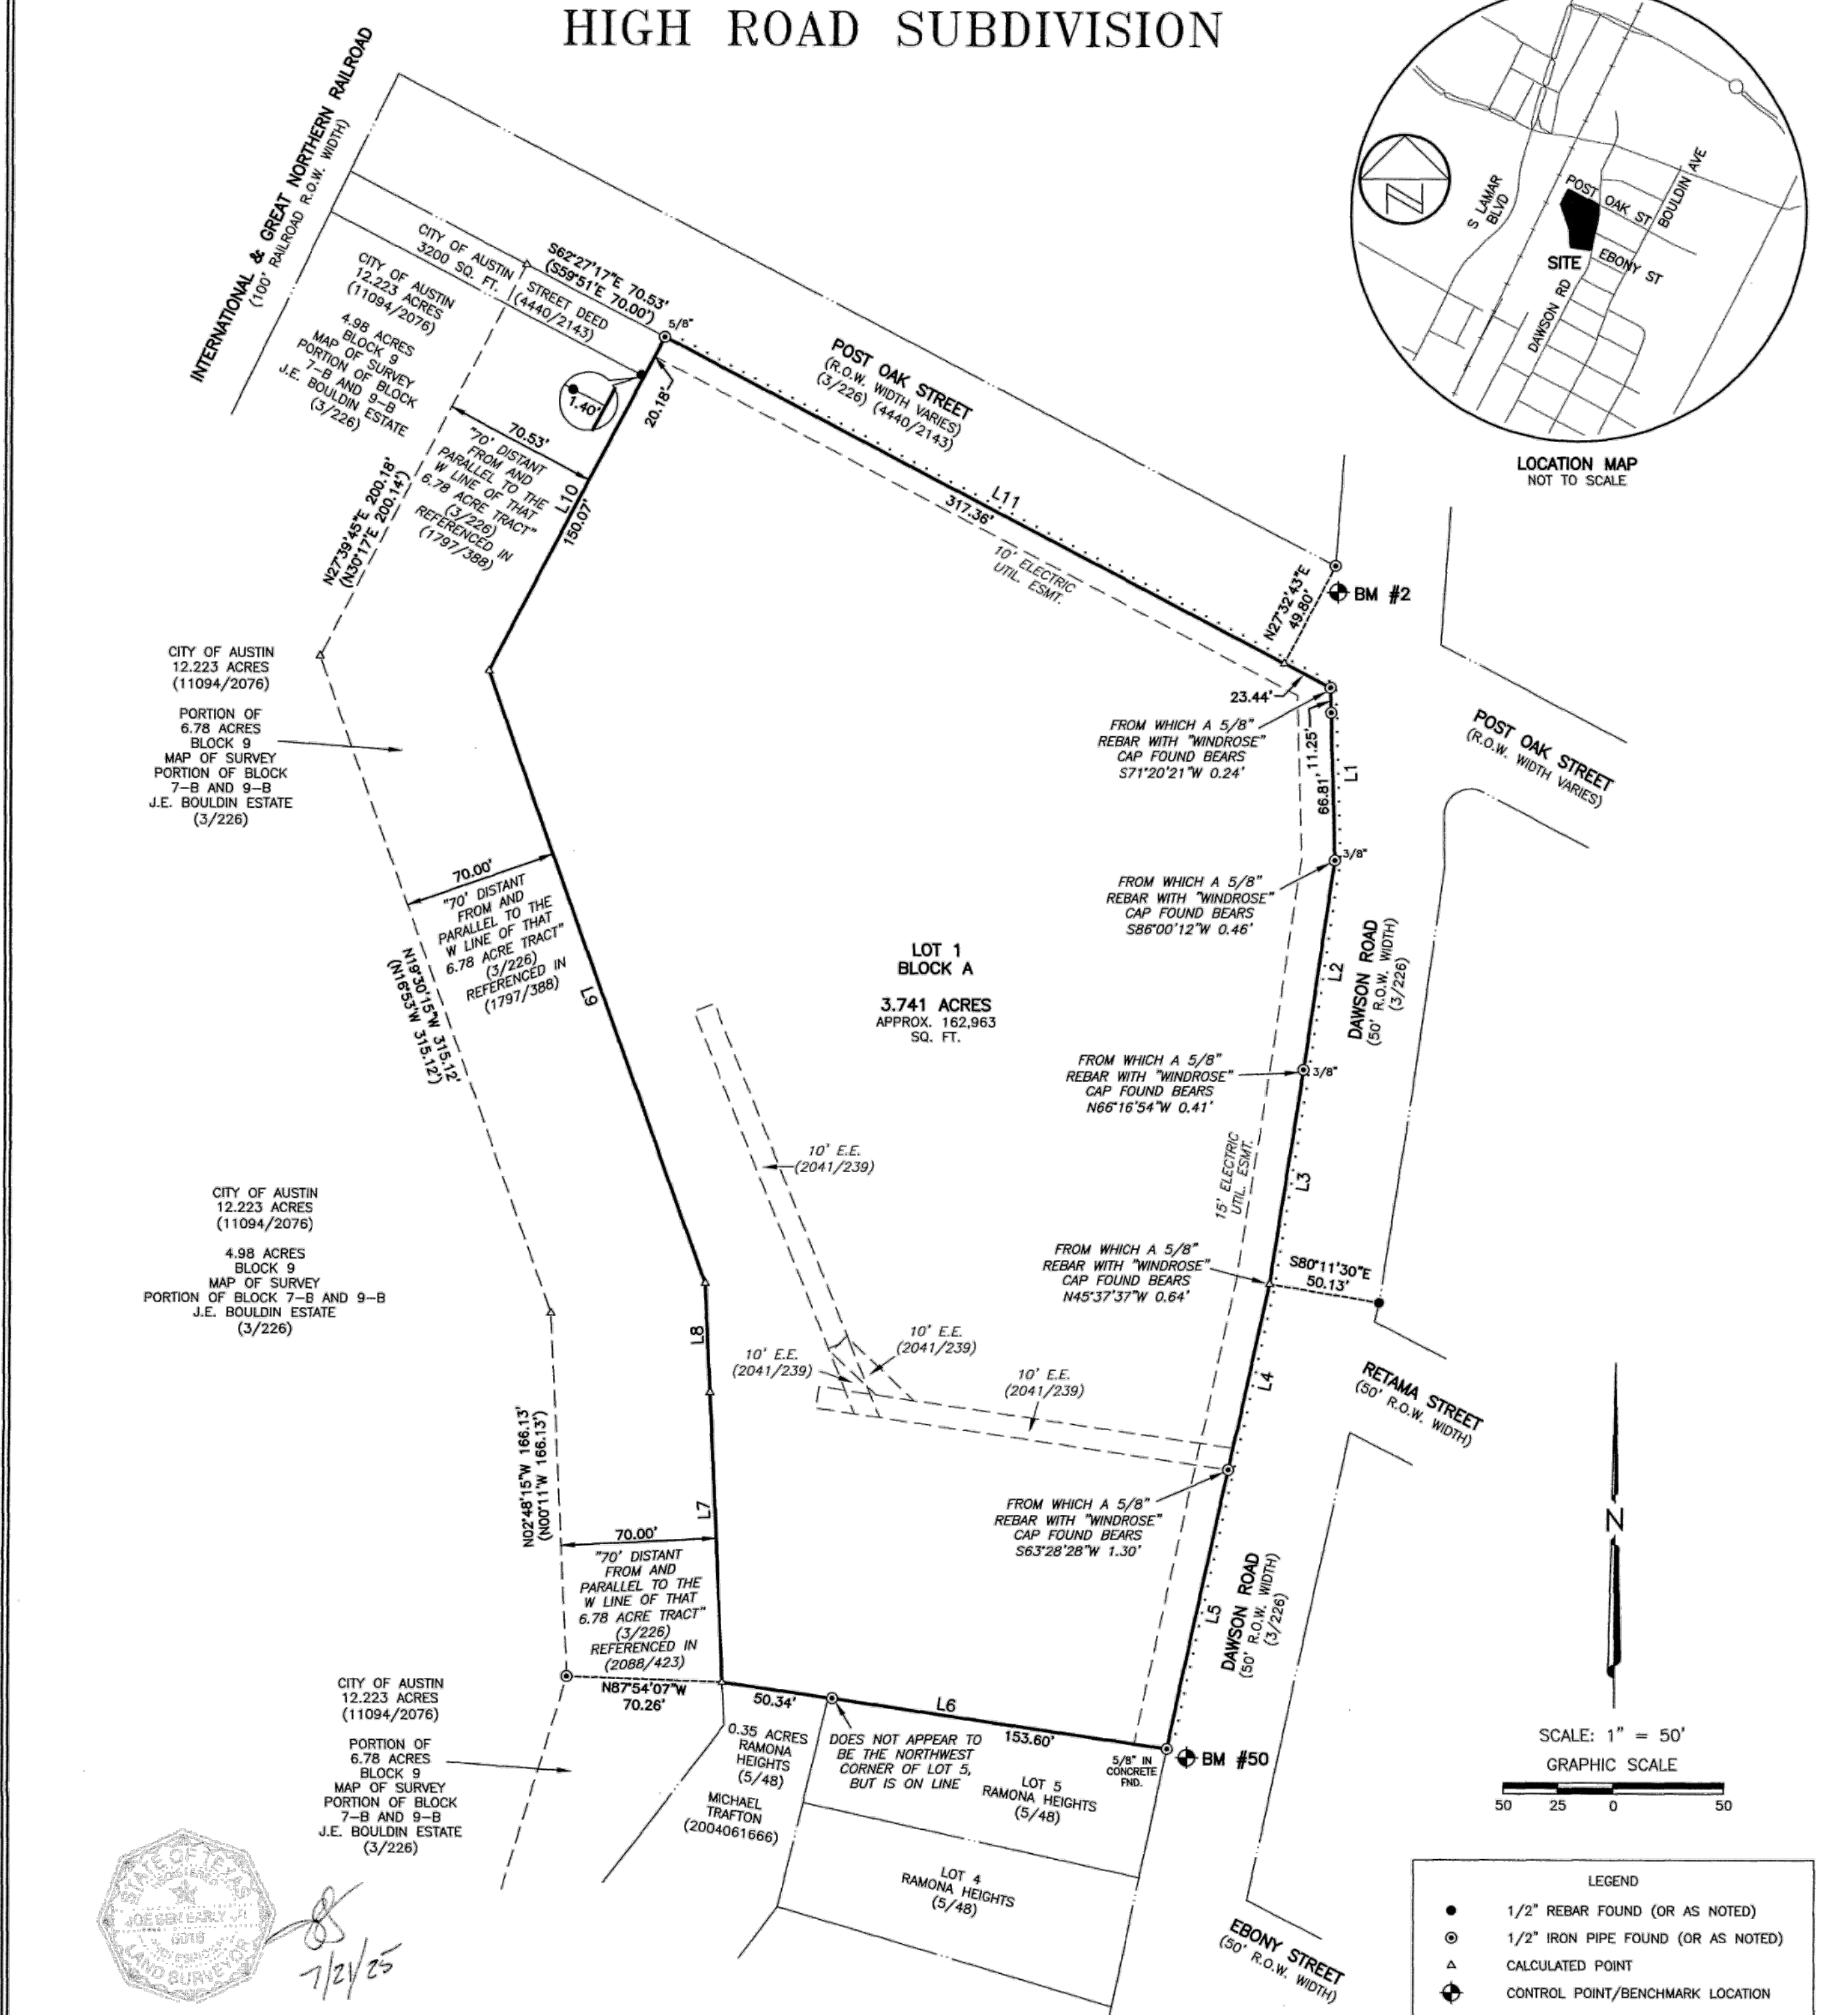 HIGH ROAD SUBDIVISION
INTERNATIONAL & GREAT NORTHERN RAILROAD
(100' RAILROAD R.O.W. WIDTH)
CITY OF AUSTIN
3200 SQ. FT.
STREET DEED
(4440/2143)
S62°27'17"E 70.53'
(S59°51'E 70.00')
5/8"
CITY OF AUSTIN
12.223 ACRES
(11094/2076)
4.98 ACRES
BLOCK 9
MAP OF SURVEY
PORTION OF BLOCK
7-B AND 9-B
J.E. BOULDIN ESTATE
(3/226)
1.40'
20.18'
70.53'
"70' DISTANT
FROM AND
PARALLEL TO THE
W LINE OF THAT
6.78 ACRE TRACT"
(3/226)
REFERENCED IN
(1797/388)
L10
150.07'
N27°39'45"E 200.18'
(N30°17'E 200.14')
POST OAK STREET
(R.O.W. WIDTH VARIES)
(3/226) (4440/2143)
L11
317.36'
10' ELECTRIC
UTIL. ESMT.
N27°32'43"E
49.80'
BM #2
23.44'
S LAMAR
BLVD
POST OAK ST
BOULDIN AVE
SITE
EBONY ST
DAWSON RD
N
LOCATION MAP
NOT TO SCALE
CITY OF AUSTIN
12.223 ACRES
(11094/2076)
PORTION OF
6.78 ACRES
BLOCK 9
MAP OF SURVEY
PORTION OF BLOCK
7-B AND 9-B
J.E. BOULDIN ESTATE
(3/226)
FROM WHICH A 5/8"
REBAR WITH "WINDROSE"
CAP FOUND BEARS
S71°20'21"W 0.24'
11.25'
66.81'
L1
POST OAK STREET
(R.O.W. WIDTH VARIES)
3/8"
FROM WHICH A 5/8"
REBAR WITH "WINDROSE"
CAP FOUND BEARS
S86°00'12"W 0.46'
70.00'
"70' DISTANT
FROM AND
PARALLEL TO THE
W LINE OF THAT
6.78 ACRE TRACT"
(3/226)
REFERENCED IN
(1797/388)
N19°30'15"W 315.12'
(N16°53'W 315.12')
L9
LOT 1
BLOCK A
3.741 ACRES
APPROX. 162,963
SQ. FT.
L2
DAWSON ROAD
(50' R.O.W. WIDTH)
(3/226)
FROM WHICH A 5/8"
REBAR WITH "WINDROSE"
CAP FOUND BEARS
N66°16'54"W 0.41'
3/8"
10' E.E.
(2041/239)
15' ELECTRIC
UTIL. ESMT.
L3
CITY OF AUSTIN
12.223 ACRES
(11094/2076)
4.98 ACRES
BLOCK 9
MAP OF SURVEY
PORTION OF BLOCK 7-B AND 9-B
J.E. BOULDIN ESTATE
(3/226)
FROM WHICH A 5/8"
REBAR WITH "WINDROSE"
CAP FOUND BEARS
N45°37'37"W 0.64'
S80°11'30"E
50.13'
L8
10' E.E.
(2041/239)
10' E.E.
(2041/239)
10' E.E.
(2041/239)
L4
RETAMA STREET
(50' R.O.W. WIDTH)
N02°48'15"W 166.13'
(N00°11'W 166.13')
L7
FROM WHICH A 5/8"
REBAR WITH "WINDROSE"
CAP FOUND BEARS
S63°28'28"W 1.30'
70.00'
"70' DISTANT
FROM AND
PARALLEL TO THE
W LINE OF THAT
6.78 ACRE TRACT"
(3/226)
REFERENCED IN
(2088/423)
L5
DAWSON ROAD
(50' R.O.W. WIDTH)
(3/226)
N
CITY OF AUSTIN
12.223 ACRES
(11094/2076)
PORTION OF
6.78 ACRES
BLOCK 9
MAP OF SURVEY
PORTION OF BLOCK
7-B AND 9-B
J.E. BOULDIN ESTATE
(3/226)
N87°54'07"W
70.26'
50.34'
L6
153.60'
0.35 ACRES
RAMONA
HEIGHTS
(5/48)
MICHAEL
TRAFTON
(2004061666)
DOES NOT APPEAR TO
BE THE NORTHWEST
CORNER OF LOT 5,
BUT IS ON LINE
LOT 5
RAMONA HEIGHTS
(5/48)
5/8" IN
CONCRETE
FND.
BM #50
LOT 4
RAMONA HEIGHTS
(5/48)
EBONY STREET
(50' R.O.W. WIDTH)
SCALE: 1" = 50'
GRAPHIC SCALE
50 25 0 50
STATE OF TEXAS
REGISTERED
JOE BEN EARLY JR.
6016
LAND SURVEYOR
7/21/25
LEGEND
1/2" REBAR FOUND (OR AS NOTED)
1/2" IRON PIPE FOUND (OR AS NOTED)
CALCULATED POINT
CONTROL POINT/BENCHMARK LOCATION